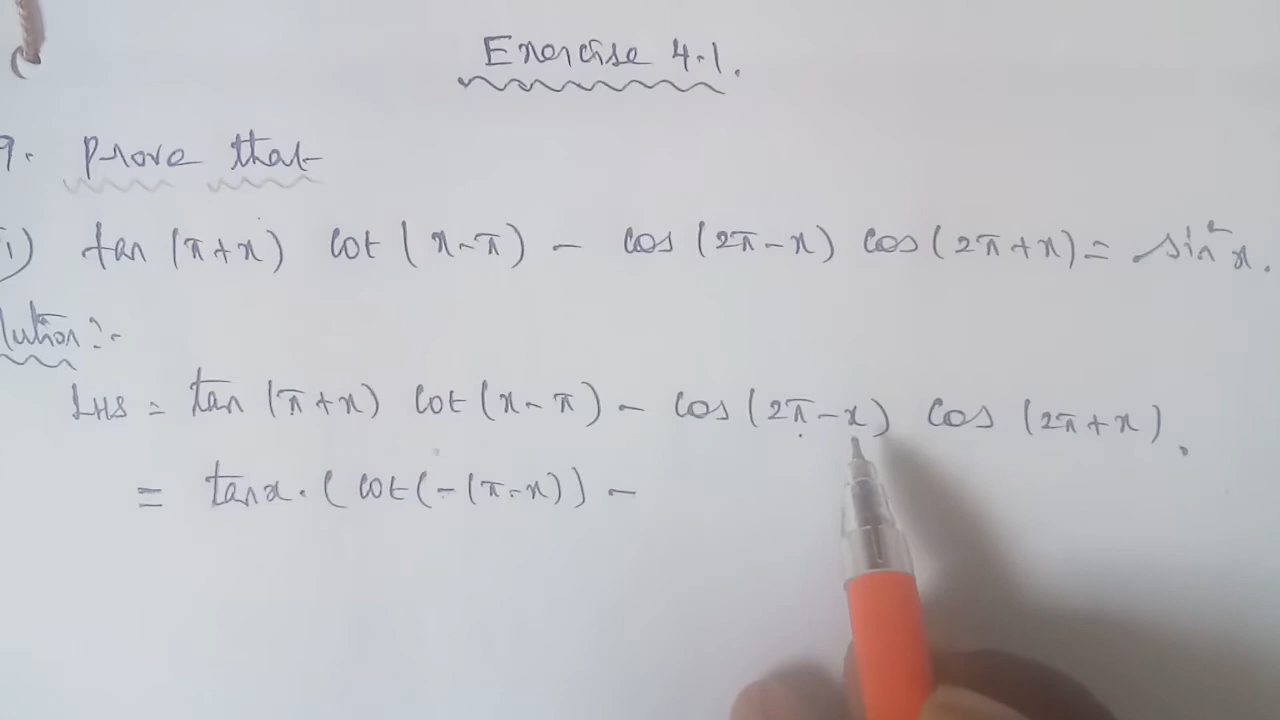 Exercise 4.1.
9. Prove that
i) tan (π+x) cot (x-π) - cos (2π-x) cos (2π+x) = sin²x.
lution:-
LHS = tan (π+x) cot (x-π) - cos (2π-x) cos (2π+x).
= tanx. (cot(-(π-x)) -